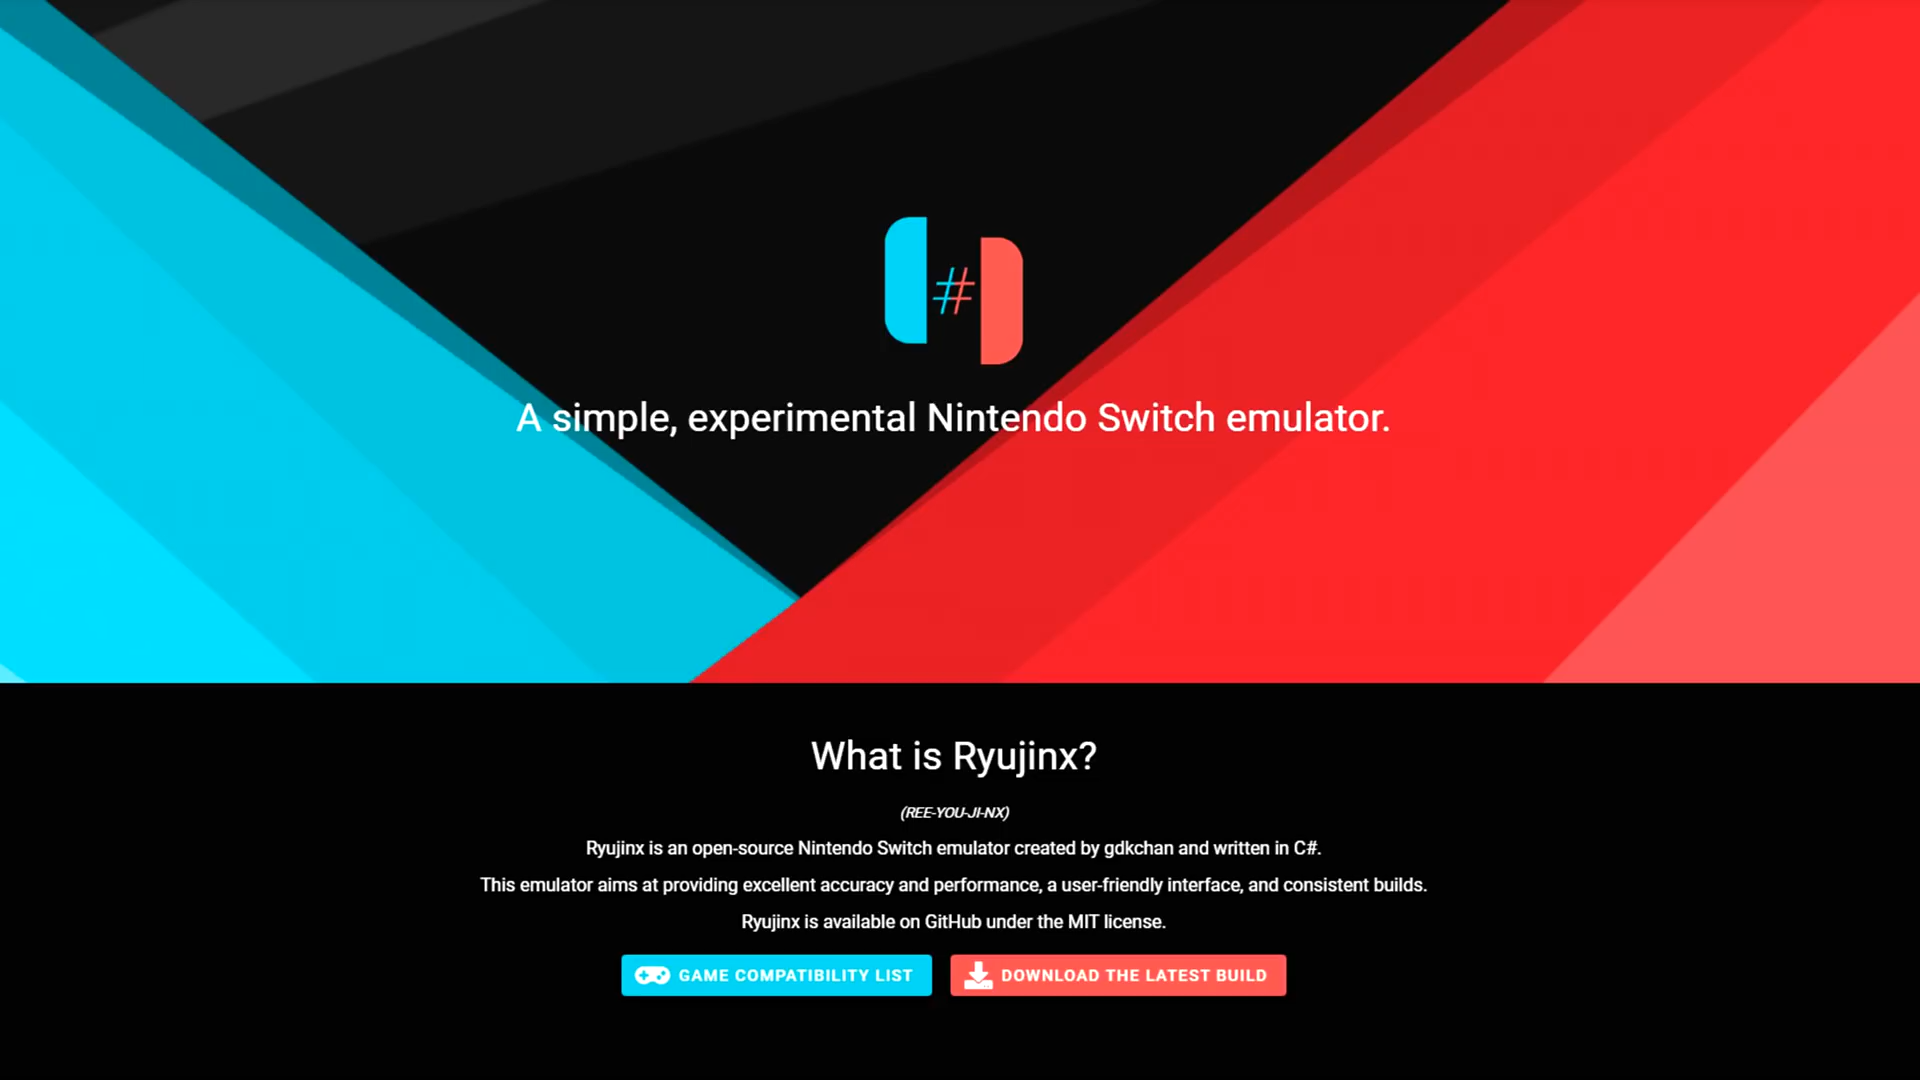 #
A simple, experimental Nintendo Switch emulator.
What is Ryujinx?
(REE-YOU-JI-NX)
Ryujinx is an open-source Nintendo Switch emulator created by gdkchan and written in C#.
This emulator aims at providing excellent accuracy and performance, a user-friendly interface, and consistent builds.
Ryujinx is available on GitHub under the MIT license.
GAME COMPATIBILITY LIST
DOWNLOAD THE LATEST BUILD